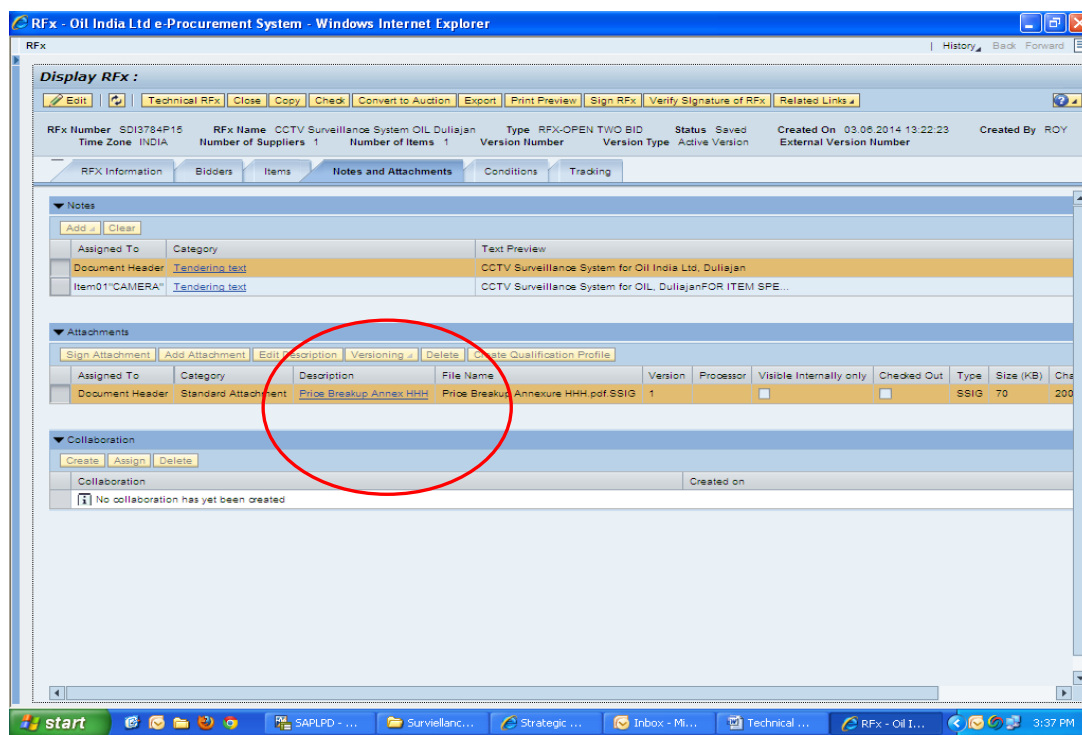 RFx - Oil India Ltd e-Procurement System - Windows Internet Explorer
RFx | History Back Forward
Display RFx :
Edit | | Technical RFx Close Copy Check Convert to Auction Export Print Preview Sign RFx Verify Signature of RFx Related Links
RFx Number SDI3784P15 RFx Name CCTV Surveillance System OIL Duliajan Type RFX-OPEN TWO BID Status Saved Created On 03.06.2014 13:22:23 Created By ROY
Time Zone INDIA Number of Suppliers 1 Number of Items 1 Version Number Version Type Active Version External Version Number
RFX Information Bidders Items Notes and Attachments Conditions Tracking
Notes
Add Clear
Assigned To Category Text Preview
Document Header Tendering text CCTV Surveillance System for Oil India Ltd, Duliajan
Item01"CAMERA" Tendering text CCTV Surveillance System for OIL, DuliajanFOR ITEM SPE...
Attachments
Sign Attachment Add Attachment Edit Description Versioning Delete Create Qualification Profile
Assigned To Category Description File Name Version Processor Visible Internally only Checked Out Type Size (KB) Cha
Document Header Standard Attachment Price Breakup Annex HHH Price Breakup Annexure HHH.pdf.SSIG 1 SSIG 70 200
Collaboration
Create Assign Delete
Collaboration Created on
No collaboration has yet been created
start SAPLPD - ... Surviellanc... Strategic ... Inbox - Mi... Technical ... RFx - Oil I... 3:37 PM